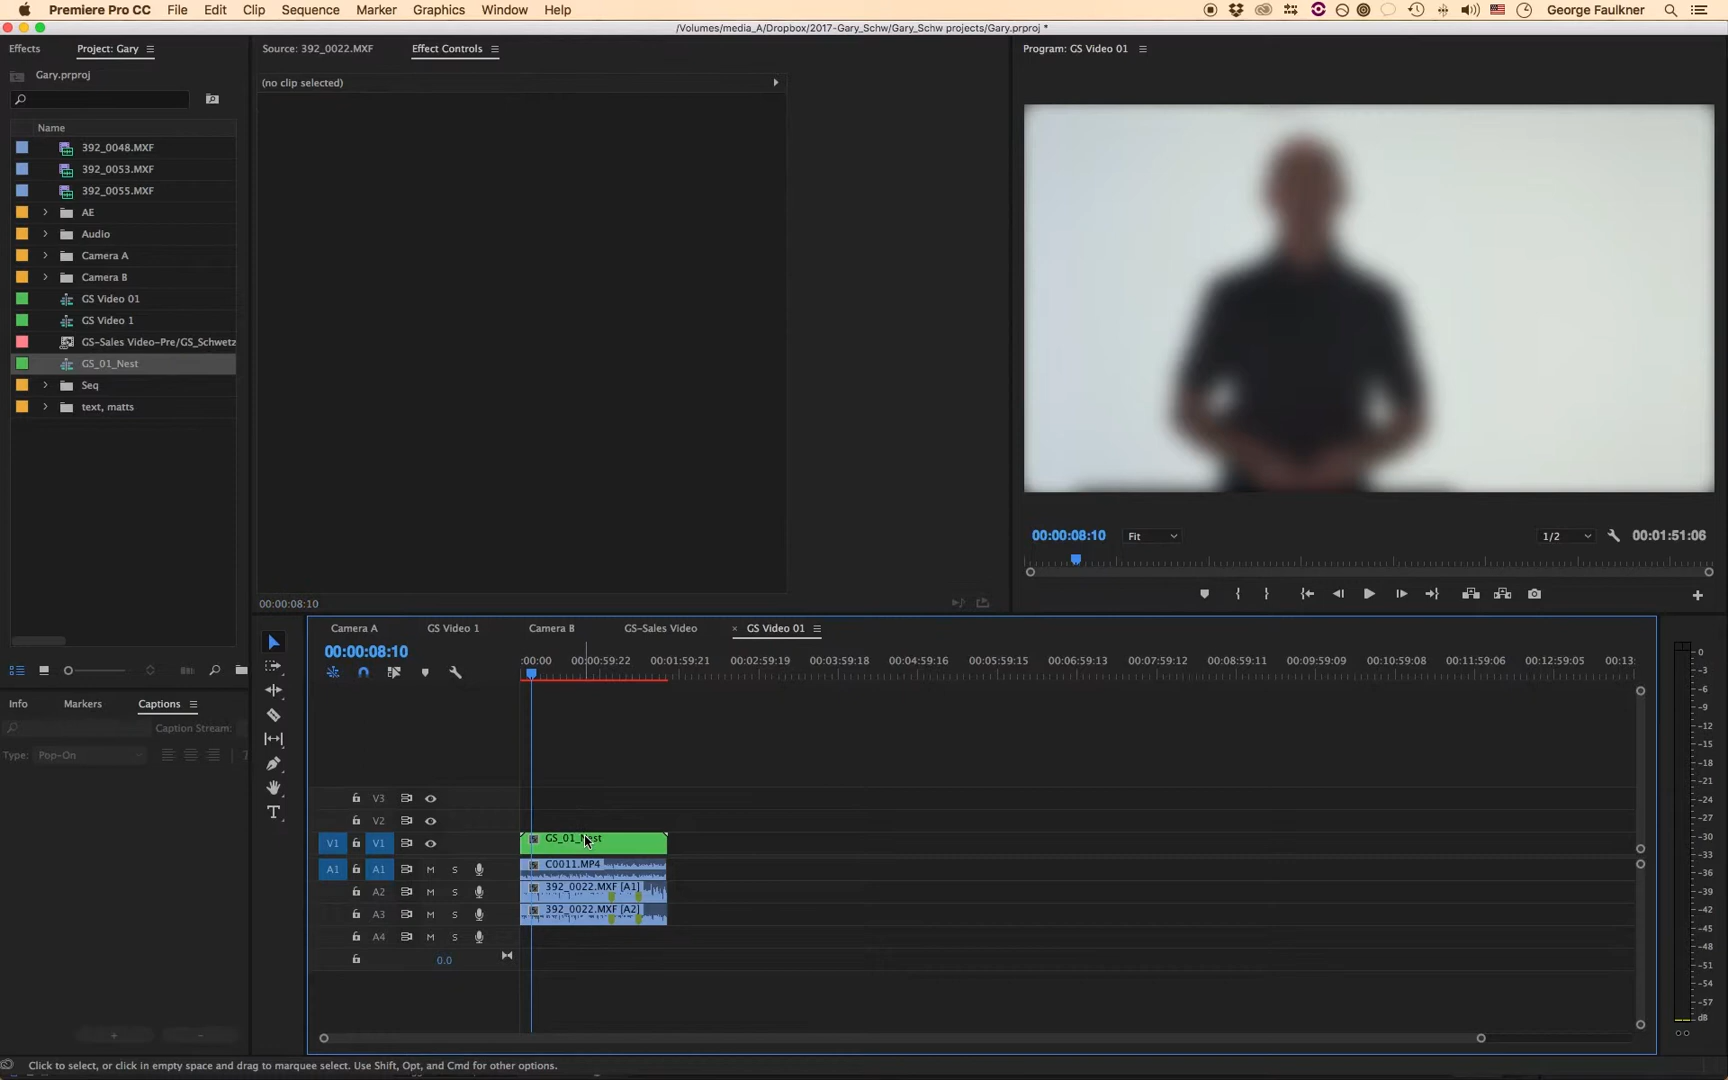 Premiere Pro CC File Edit Clip Sequence Marker Graphics Window Help George Faulkner
/Volumes/media_A/Dropbox/2017-Gary_Schw/Gary_Schw projects/Gary.prproj *
Effects Project: Gary Source: 392_0022.MXF Effect Controls Program: GS Video 01
Gary.prproj
(no clip selected)
Name
392_0048.MXF
392_0053.MXF
392_0055.MXF
AE
Audio
Camera A
Camera B
GS Video 01
GS Video 1
GS-Sales Video-Pre/GS_Schwetz
GS_01_Nest
Seq
text, matts
00:00:08:10 Fit 1/2 00:01:51:06
00:00:08:10
Camera A GS Video 1 Camera B GS-Sales Video × GS Video 01
00:00:08:10
:00:00 00:00:59:22 00:01:59:21 00:02:59:19 00:03:59:18 00:04:59:16 00:05:59:15 00:06:59:13 00:07:59:12 00:08:59:11 00:09:59:09 00:10:59:08 00:11:59:06 00:12:59:05 00:13:
Info Markers Captions
Caption Stream:
Type: Pop-On
V3
V2
V1 V1 GS_01_Nest
A1 A1 M S C0011.MP4
A2 M S 392_0022.MXF [A1]
A3 M S 392_0022.MXF [A2]
A4 M S
0.0
0
-3
-6
-9
-12
-15
-18
-21
-24
-27
-30
-33
-36
-39
-42
-45
-48
-51
-54
-57
dB
Click to select, or click in empty space and drag to marquee select. Use Shift, Opt, and Cmd for other options.